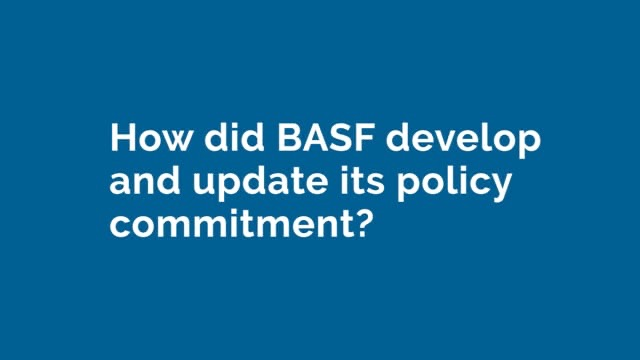 How did BASF develop
and update its policy
commitment?